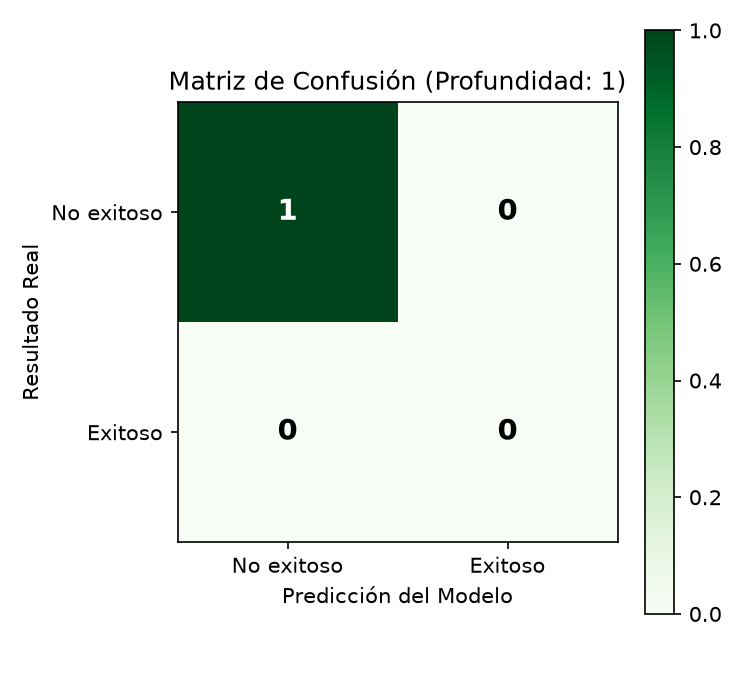 Matriz de Confusión (Profundidad: 1)
Resultado Real
No exitoso
1
0
Exitoso
0
0
No exitoso
Exitoso
Predicción del Modelo
1.0
0.8
0.6
0.4
0.2
0.0